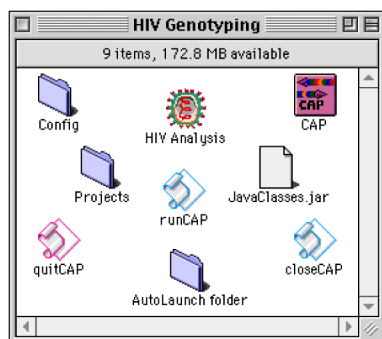 HIV Genotyping
9 items, 172.8 MB available
Config
HIV Analysis
CAP
CAP
Projects
runCAP
JavaClasses.jar
quitCAP
AutoLaunch folder
closeCAP